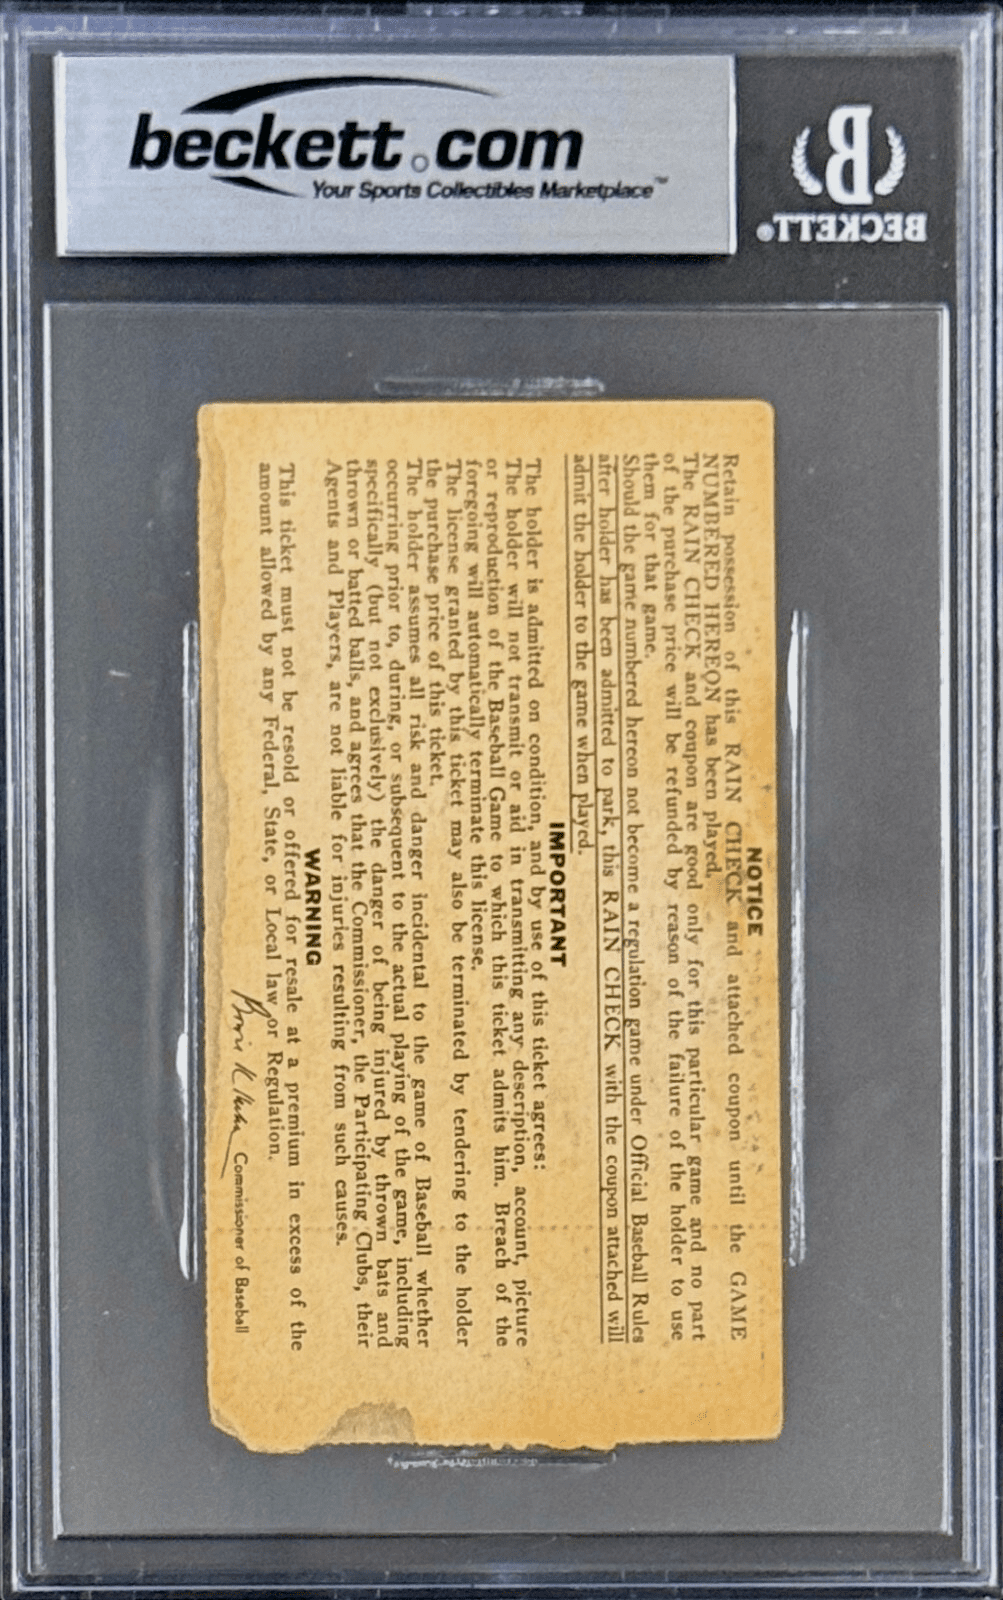 beckett.com
Your Sports Collectibles Marketplace™
B
BECKETT®
NOTICE
Retain possession of this RAIN CHECK and attached coupon until the GAME
NUMBERED HEREON has been played.
The RAIN CHECK and coupon are good only for this particular game and no part
of the purchase price will be refunded by reason of the failure of the holder to use
them for that game.
Should the game numbered hereon not become a regulation game under Official Baseball Rules
after holder has been admitted to park, this RAIN CHECK with the coupon attached will
admit the holder to the game when played.
IMPORTANT
The holder is admitted on condition, and by use of this ticket agrees:
The holder will not transmit or aid in transmitting any description, account, picture
or reproduction of the Baseball Game to which this ticket admits him. Breach of the
foregoing will automatically terminate this license.
The license granted by this ticket may also be terminated by tendering to the holder
the purchase price of this ticket.
The holder assumes all risk and danger incidental to the game of Baseball whether
occurring prior to, during, or subsequent to the actual playing of the game, including
specifically (but not exclusively) the danger of being injured by thrown bats and
thrown or batted balls, and agrees that the Commissioner, the Participating Clubs, their
Agents and Players, are not liable for injuries resulting from such causes.
WARNING
This ticket must not be resold or offered for resale at a premium in excess of the
amount allowed by any Federal, State, or Local law or Regulation.
Commissioner of Baseball